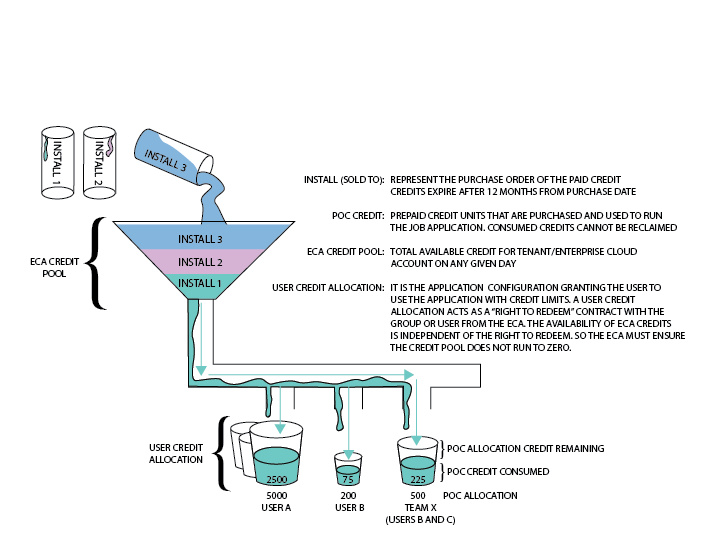 INSTALL 1
INSTALL 2
INSTALL 3
INSTALL (SOLD TO): REPRESENT THE PURCHASE ORDER OF THE PAID CREDIT
CREDITS EXPIRE AFTER 12 MONTHS FROM PURCHASE DATE
POC CREDIT: PREPAID CREDIT UNITS THAT ARE PURCHASED AND USED TO RUN
THE JOB APPLICATION. CONSUMED CREDITS CANNOT BE RECLAIMED
ECA CREDIT POOL: TOTAL AVAILABLE CREDIT FOR TENANT/ENTERPRISE CLOUD
ACCOUNT ON ANY GIVEN DAY
USER CREDIT ALLOCATION: IT IS THE APPLICATION CONFIGURATION GRANTING THE USER TO
USE THE APPLICATION WITH CREDIT LIMITS. A USER CREDIT
ALLOCATION ACTS AS A "RIGHT TO REDEEM" CONTRACT WITH THE
GROUP OR USER FROM THE ECA. THE AVAILABILITY OF ECA CREDITS
IS INDEPENDENT OF THE RIGHT TO REDEEM. SO THE ECA MUST ENSURE
THE CREDIT POOL DOES NOT RUN TO ZERO.
ECA CREDIT
POOL
INSTALL 3
INSTALL 2
INSTALL 1
USER CREDIT
ALLOCATION
POC ALLOCATION CREDIT REMAINING
POC CREDIT CONSUMED
2500
75
225
5000
200
500
POC ALLOCATION
USER A
USER B
TEAM X
(USERS B AND C)